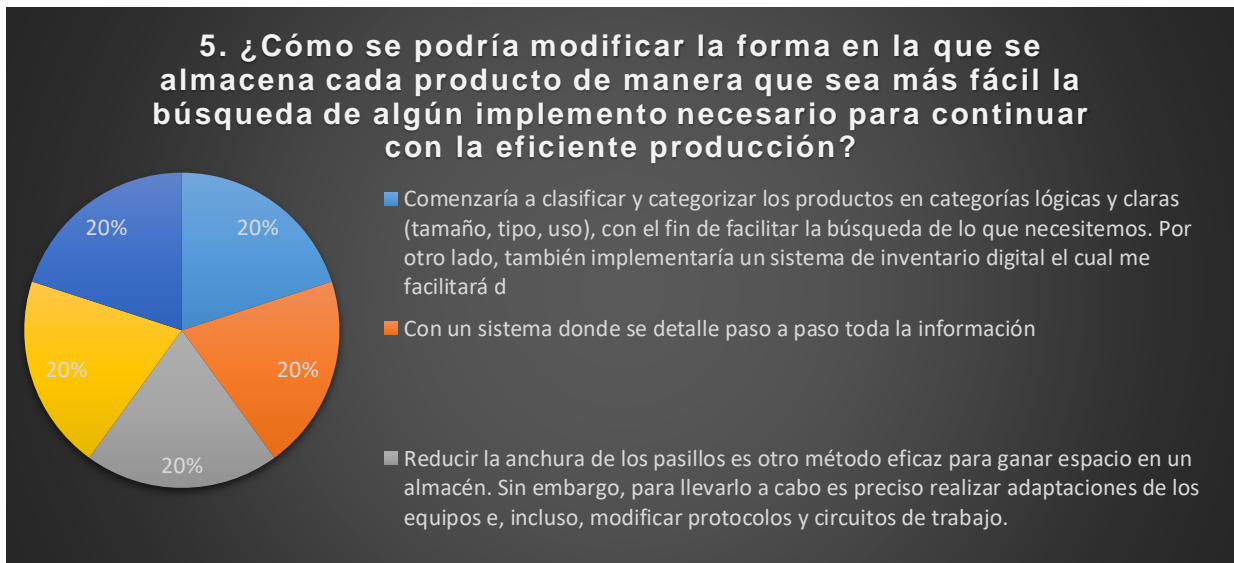 5. ¿Cómo se podría modificar la forma en la que se
almacena cada producto de manera que sea más fácil la
búsqueda de algún implemento necesario para continuar
con la eficiente producción?
20%
20%
20%
20%
20%
Comenzaría a clasificar y categorizar los productos en categorías lógicas y claras
(tamaño, tipo, uso), con el fin de facilitar la búsqueda de lo que necesitemos. Por
otro lado, también implementaría un sistema de inventario digital el cual me
facilitará d
Con un sistema donde se detalle paso a paso toda la información
Reducir la anchura de los pasillos es otro método eficaz para ganar espacio en un
almacén. Sin embargo, para llevarlo a cabo es preciso realizar adaptaciones de los
equipos e, incluso, modificar protocolos y circuitos de trabajo.